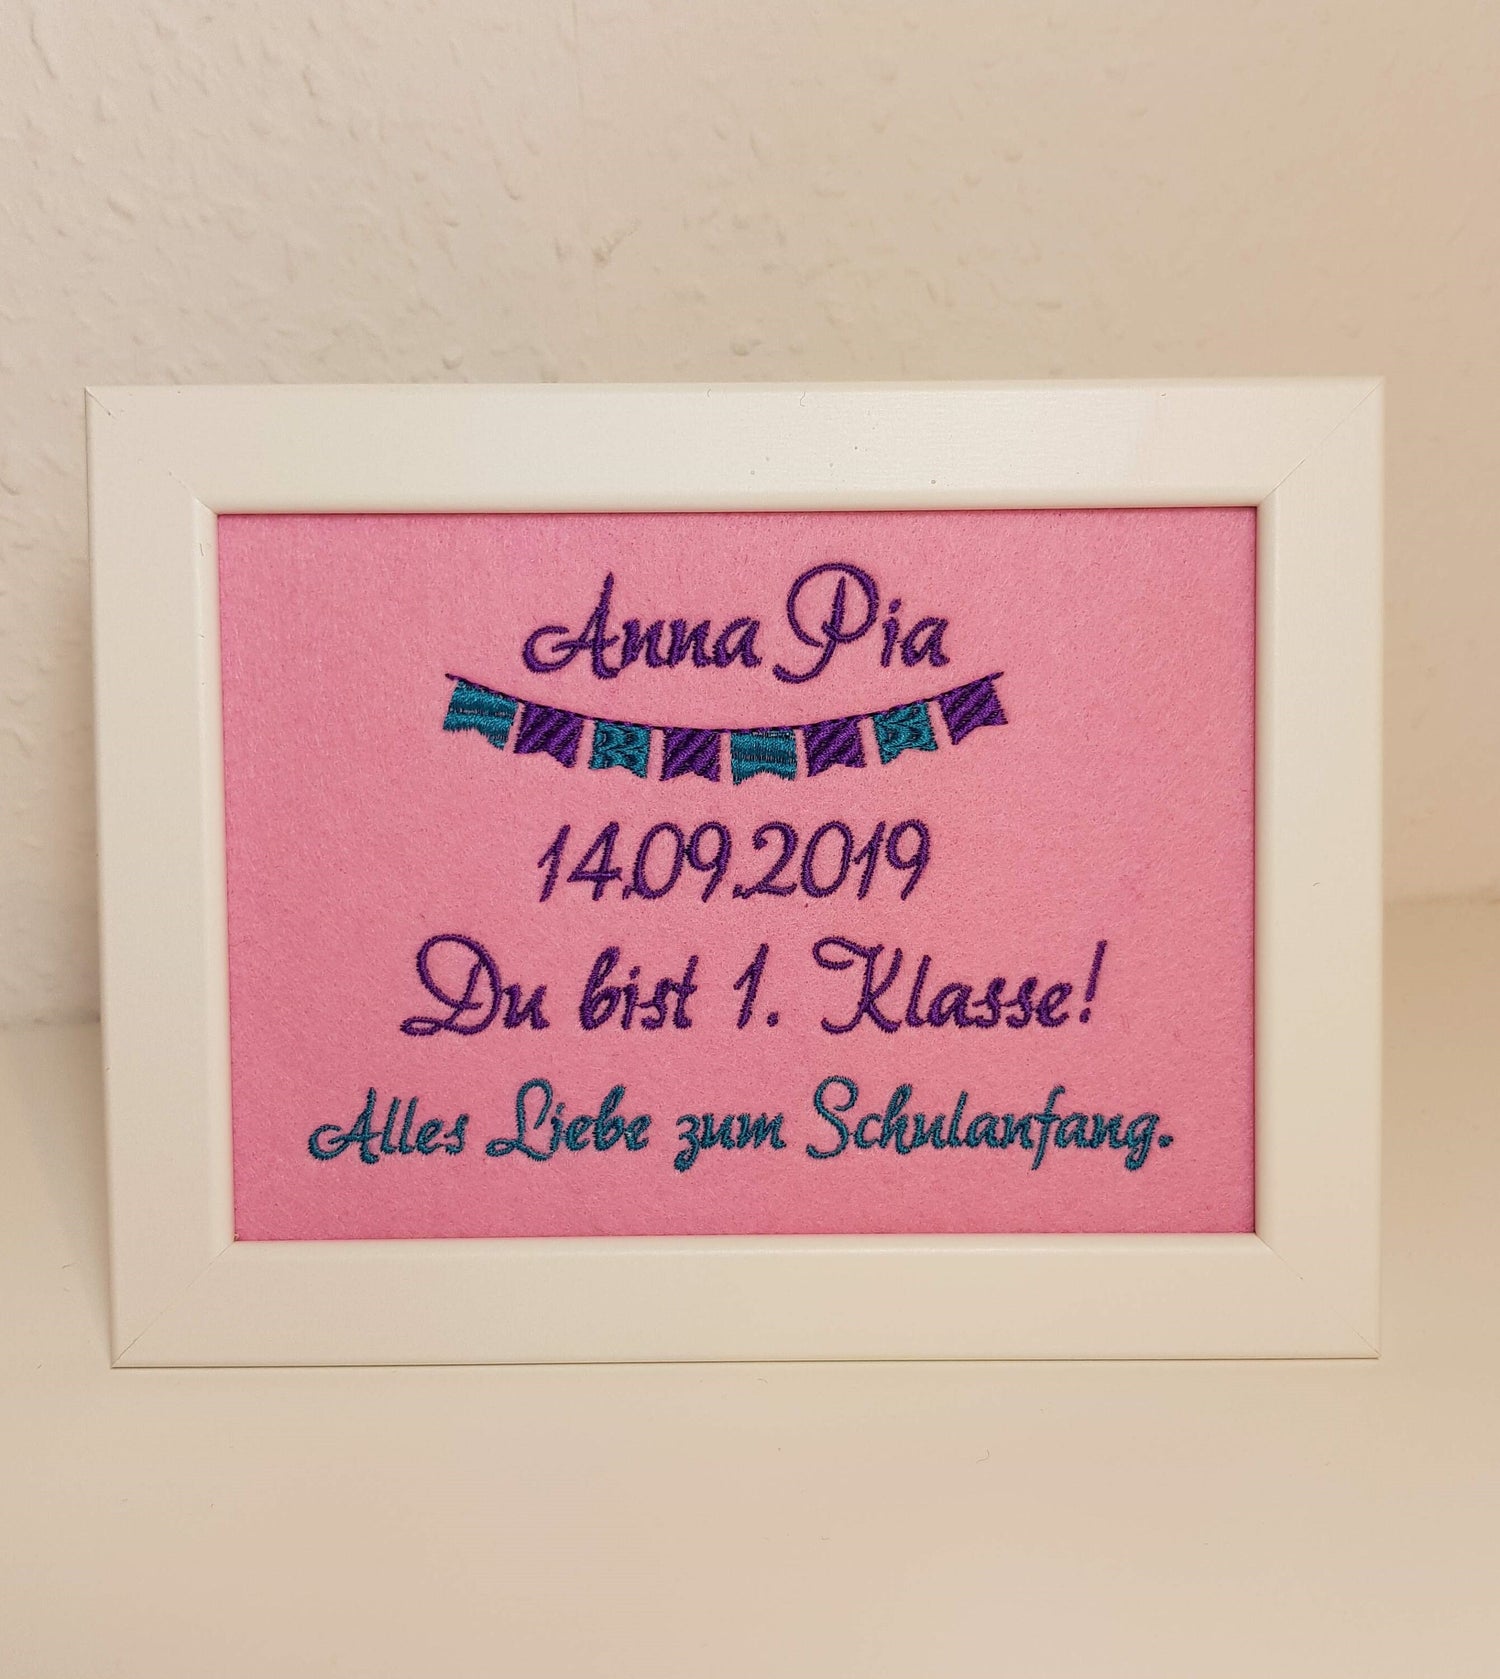 Anna Pia
14.09.2019
Du bist 1. Klasse!
Alles Liebe zum Schulanfang.